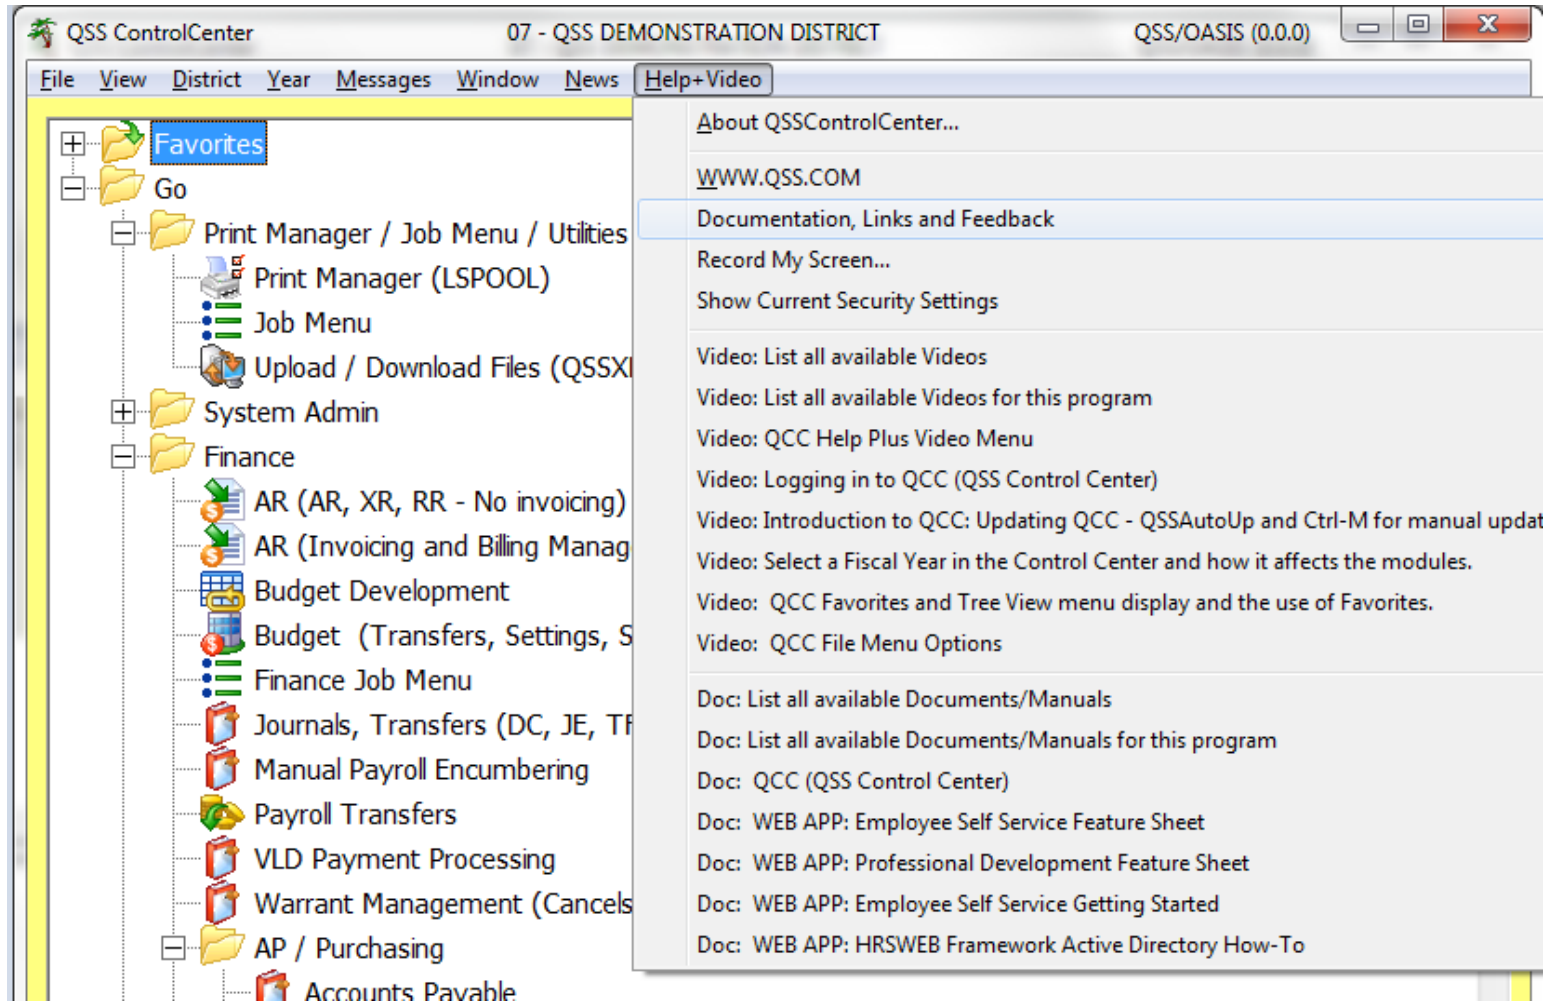 QSS ControlCenter 07 - QSS DEMONSTRATION DISTRICT QSS/OASIS (0.0.0)
File View District Year Messages Window News Help+Video
Favorites
Go
Print Manager / Job Menu / Utilities
Print Manager (LSPOOL)
Job Menu
Upload / Download Files (QSSX
System Admin
Finance
AR (AR, XR, RR - No invoicing)
AR (Invoicing and Billing Manag
Budget Development
Budget (Transfers, Settings, S
Finance Job Menu
Journals, Transfers (DC, JE, TF
Manual Payroll Encumbering
Payroll Transfers
VLD Payment Processing
Warrant Management (Cancels
AP / Purchasing
Accounts Payable
About QSSControlCenter...
WWW.QSS.COM
Documentation, Links and Feedback
Record My Screen...
Show Current Security Settings
Video: List all available Videos
Video: List all available Videos for this program
Video: QCC Help Plus Video Menu
Video: Logging in to QCC (QSS Control Center)
Video: Introduction to QCC: Updating QCC - QSSAutoUp and Ctrl-M for manual updat
Video: Select a Fiscal Year in the Control Center and how it affects the modules.
Video: QCC Favorites and Tree View menu display and the use of Favorites.
Video: QCC File Menu Options
Doc: List all available Documents/Manuals
Doc: List all available Documents/Manuals for this program
Doc: QCC (QSS Control Center)
Doc: WEB APP: Employee Self Service Feature Sheet
Doc: WEB APP: Professional Development Feature Sheet
Doc: WEB APP: Employee Self Service Getting Started
Doc: WEB APP: HRSWEB Framework Active Directory How-To